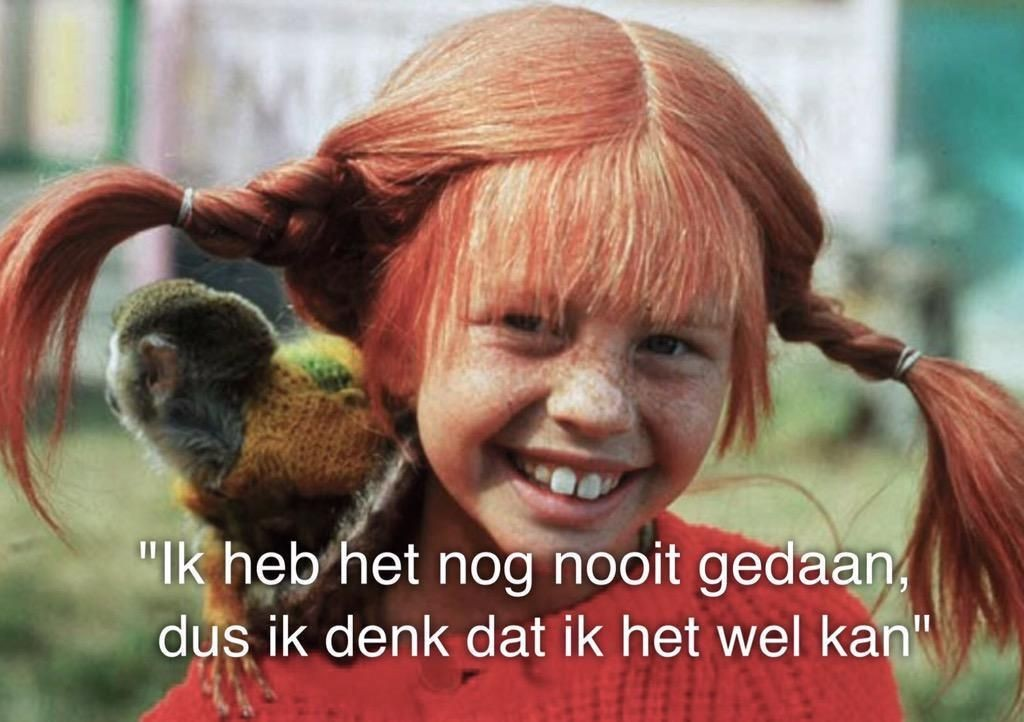 "Ik heb het nog nooit gedaan,
dus ik denk dat ik het wel kan"